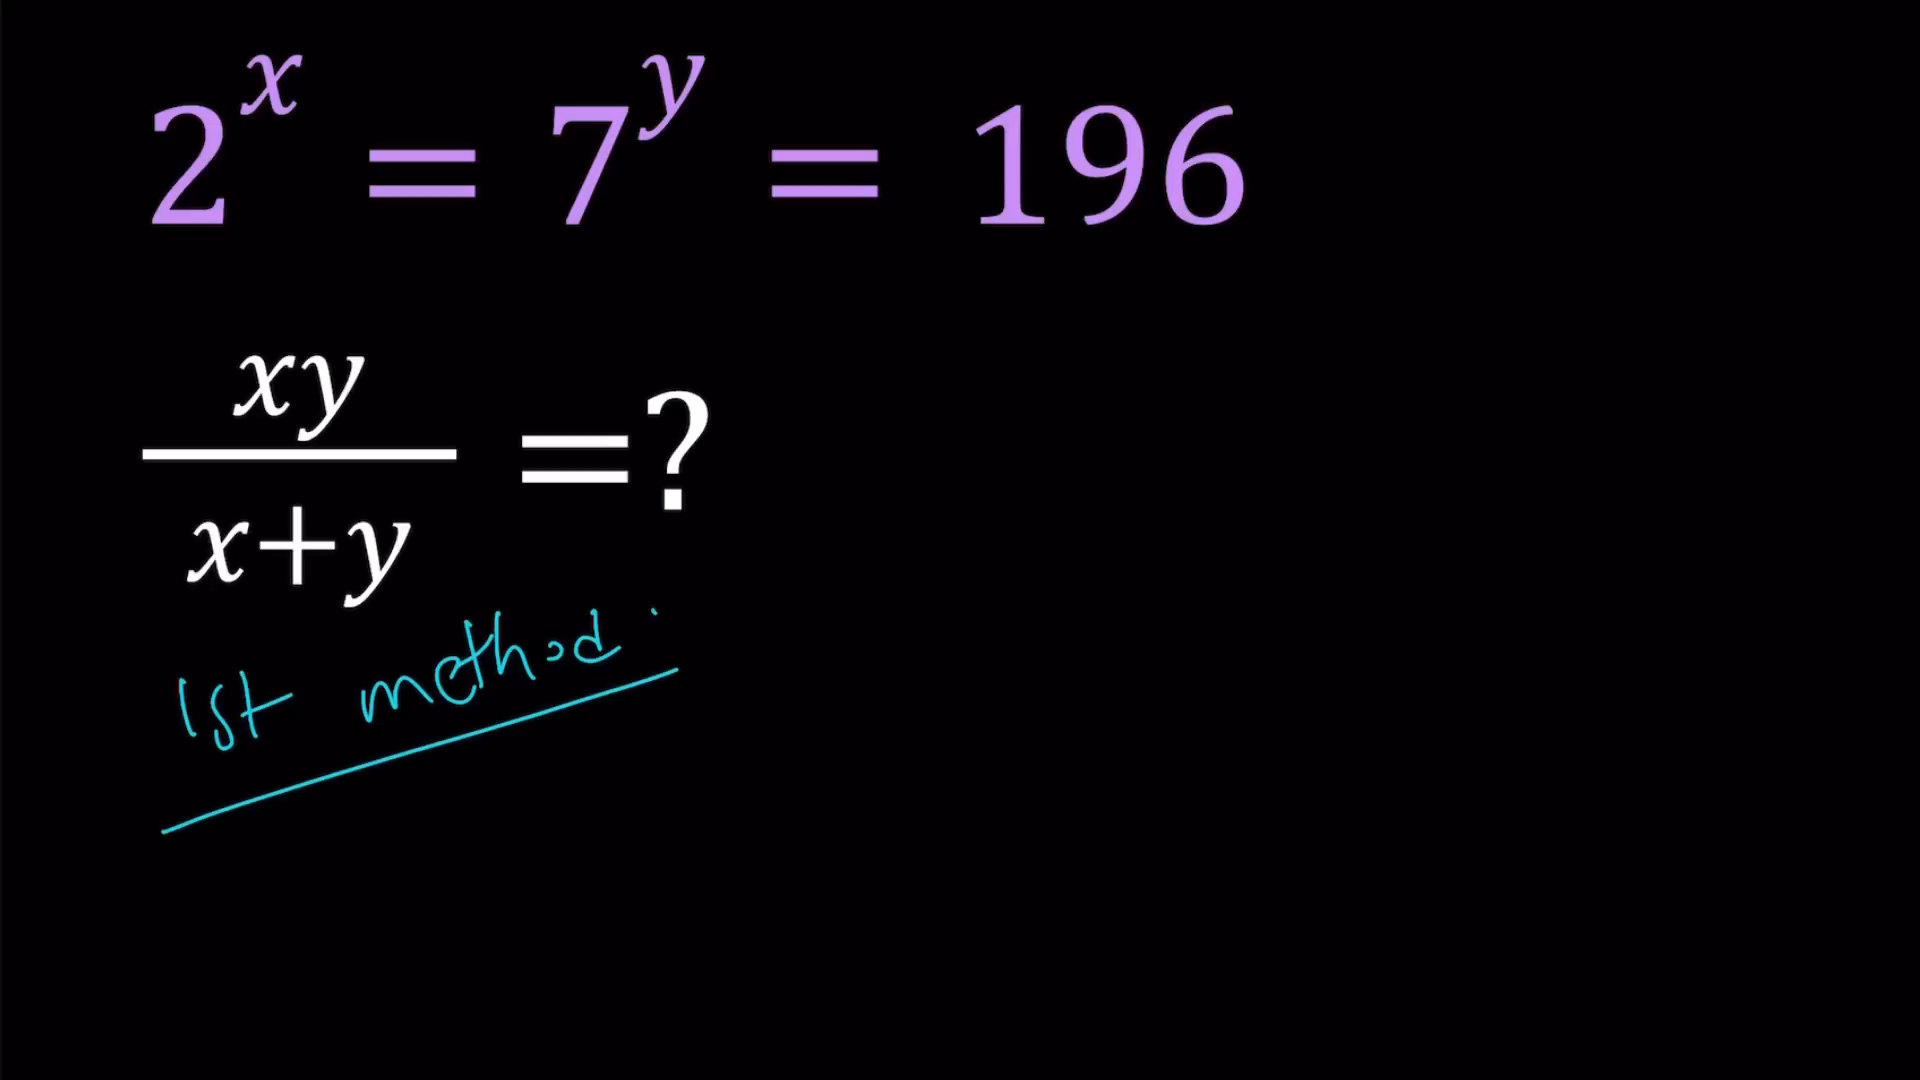 2^x = 7^y = 196
xy
x+y
=?
1st method: